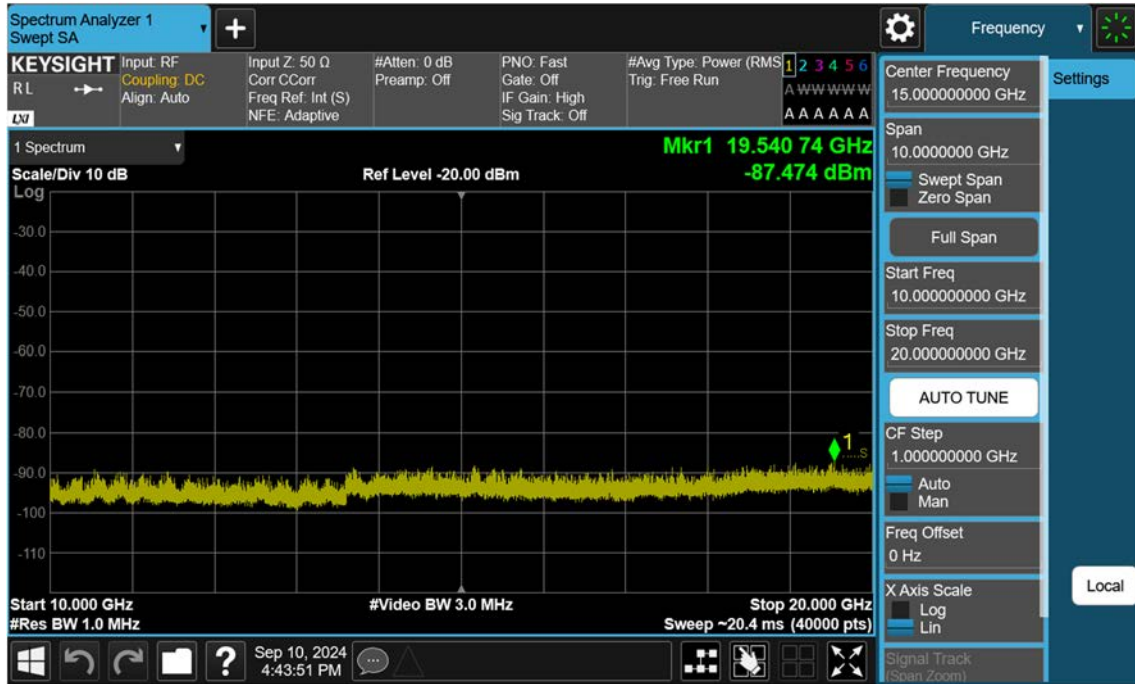 Spectrum Analyzer 1
Swept SA
+
Frequency
KEYSIGHT
R L
LXI
Input: RF
Coupling: DC
Align: Auto
Input Z: 50 Ω
Corr CCorr
Freq Ref: Int (S)
NFE: Adaptive
#Atten: 0 dB
Preamp: Off
PNO: Fast
Gate: Off
IF Gain: High
Sig Track: Off
#Avg Type: Power (RMS
Trig: Free Run
1 2 3 4 5 6
A W W W W W
A A A A A A
1 Spectrum
Scale/Div 10 dB
Log
Ref Level -20.00 dBm
Mkr1 19.540 74 GHz
-87.474 dBm
-30.0
-40.0
-50.0
-60.0
-70.0
-80.0
-90.0
-100
-110
1
S
Start 10.000 GHz
#Res BW 1.0 MHz
#Video BW 3.0 MHz
Stop 20.000 GHz
Sweep ~20.4 ms (40000 pts)
?
Sep 10, 2024
4:43:51 PM
Center Frequency
15.000000000 GHz
Span
10.0000000 GHz
Swept Span
Zero Span
Full Span
Start Freq
10.000000000 GHz
Stop Freq
20.000000000 GHz
AUTO TUNE
CF Step
1.000000000 GHz
Auto
Man
Freq Offset
0 Hz
X Axis Scale
Log
Lin
Signal Track
(Span Zoom)
Settings
Local